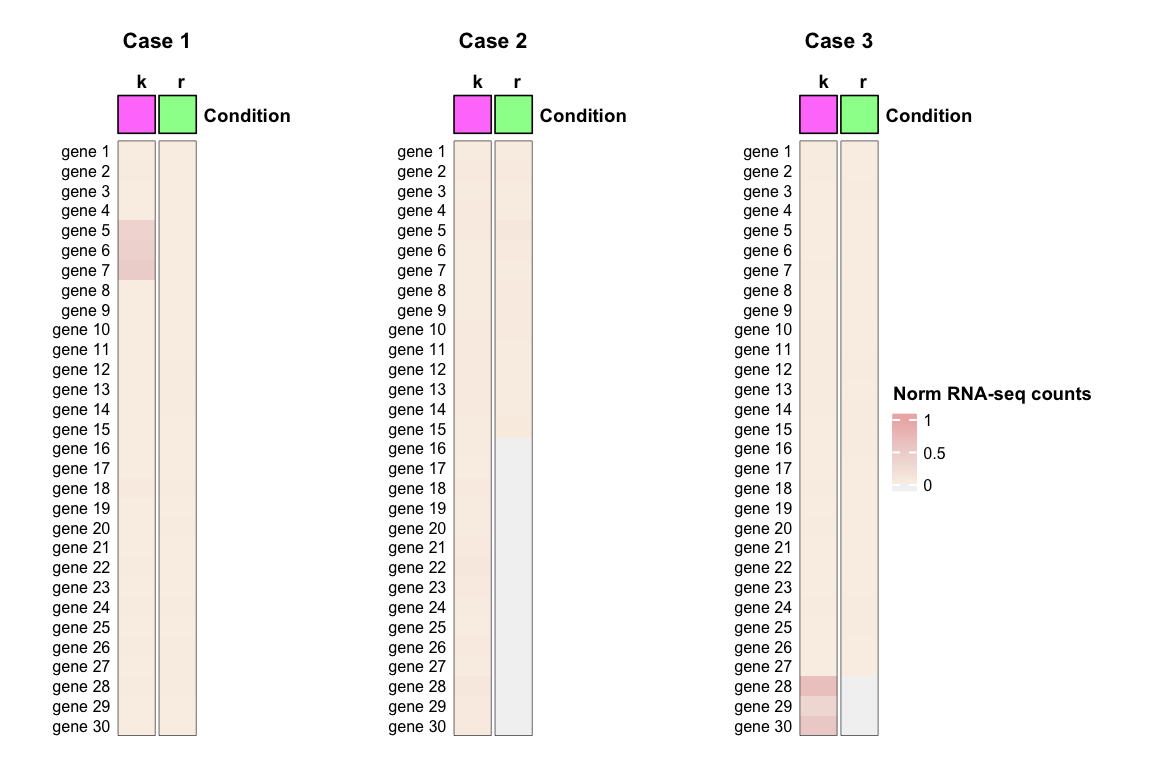 Case 1
k r
Condition
gene 1
gene 2
gene 3
gene 4
gene 5
gene 6
gene 7
gene 8
gene 9
gene 10
gene 11
gene 12
gene 13
gene 14
gene 15
gene 16
gene 17
gene 18
gene 19
gene 20
gene 21
gene 22
gene 23
gene 24
gene 25
gene 26
gene 27
gene 28
gene 29
gene 30
Case 2
k r
Condition
gene 1
gene 2
gene 3
gene 4
gene 5
gene 6
gene 7
gene 8
gene 9
gene 10
gene 11
gene 12
gene 13
gene 14
gene 15
gene 16
gene 17
gene 18
gene 19
gene 20
gene 21
gene 22
gene 23
gene 24
gene 25
gene 26
gene 27
gene 28
gene 29
gene 30
Case 3
k r
Condition
gene 1
gene 2
gene 3
gene 4
gene 5
gene 6
gene 7
gene 8
gene 9
gene 10
gene 11
gene 12
gene 13
gene 14
gene 15
gene 16
gene 17
gene 18
gene 19
gene 20
gene 21
gene 22
gene 23
gene 24
gene 25
gene 26
gene 27
gene 28
gene 29
gene 30
Norm RNA-seq counts
1
0.5
0